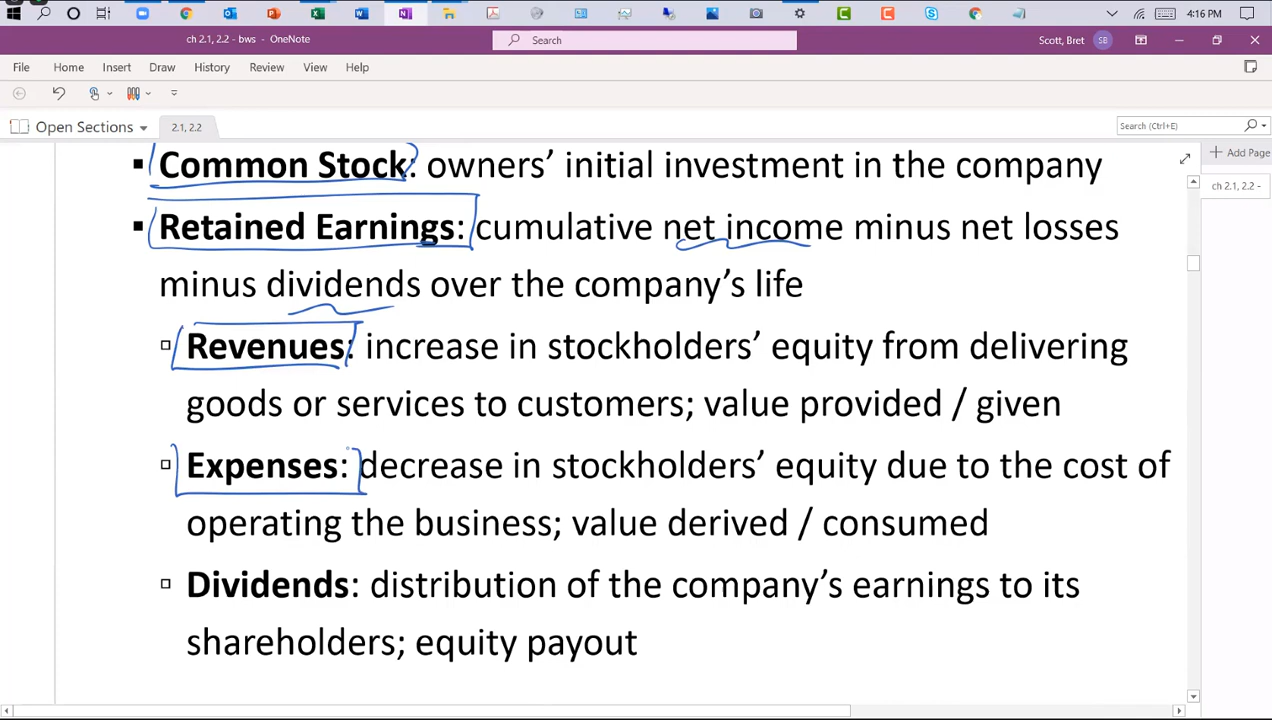 4:16 PM
ch 2.1, 2.2 - bws - OneNote
Search
Scott, Bret
SB
File Home Insert Draw History Review View Help
Open Sections
2.1, 2.2
Search (Ctrl+E)
Add Page
ch 2.1, 2.2 -
▪ Common Stock: owners’ initial investment in the company
▪ Retained Earnings: cumulative net income minus net losses
minus dividends over the company’s life
▫ Revenues: increase in stockholders’ equity from delivering
goods or services to customers; value provided / given
▫ Expenses: decrease in stockholders’ equity due to the cost of
operating the business; value derived / consumed
▫ Dividends: distribution of the company’s earnings to its
shareholders; equity payout